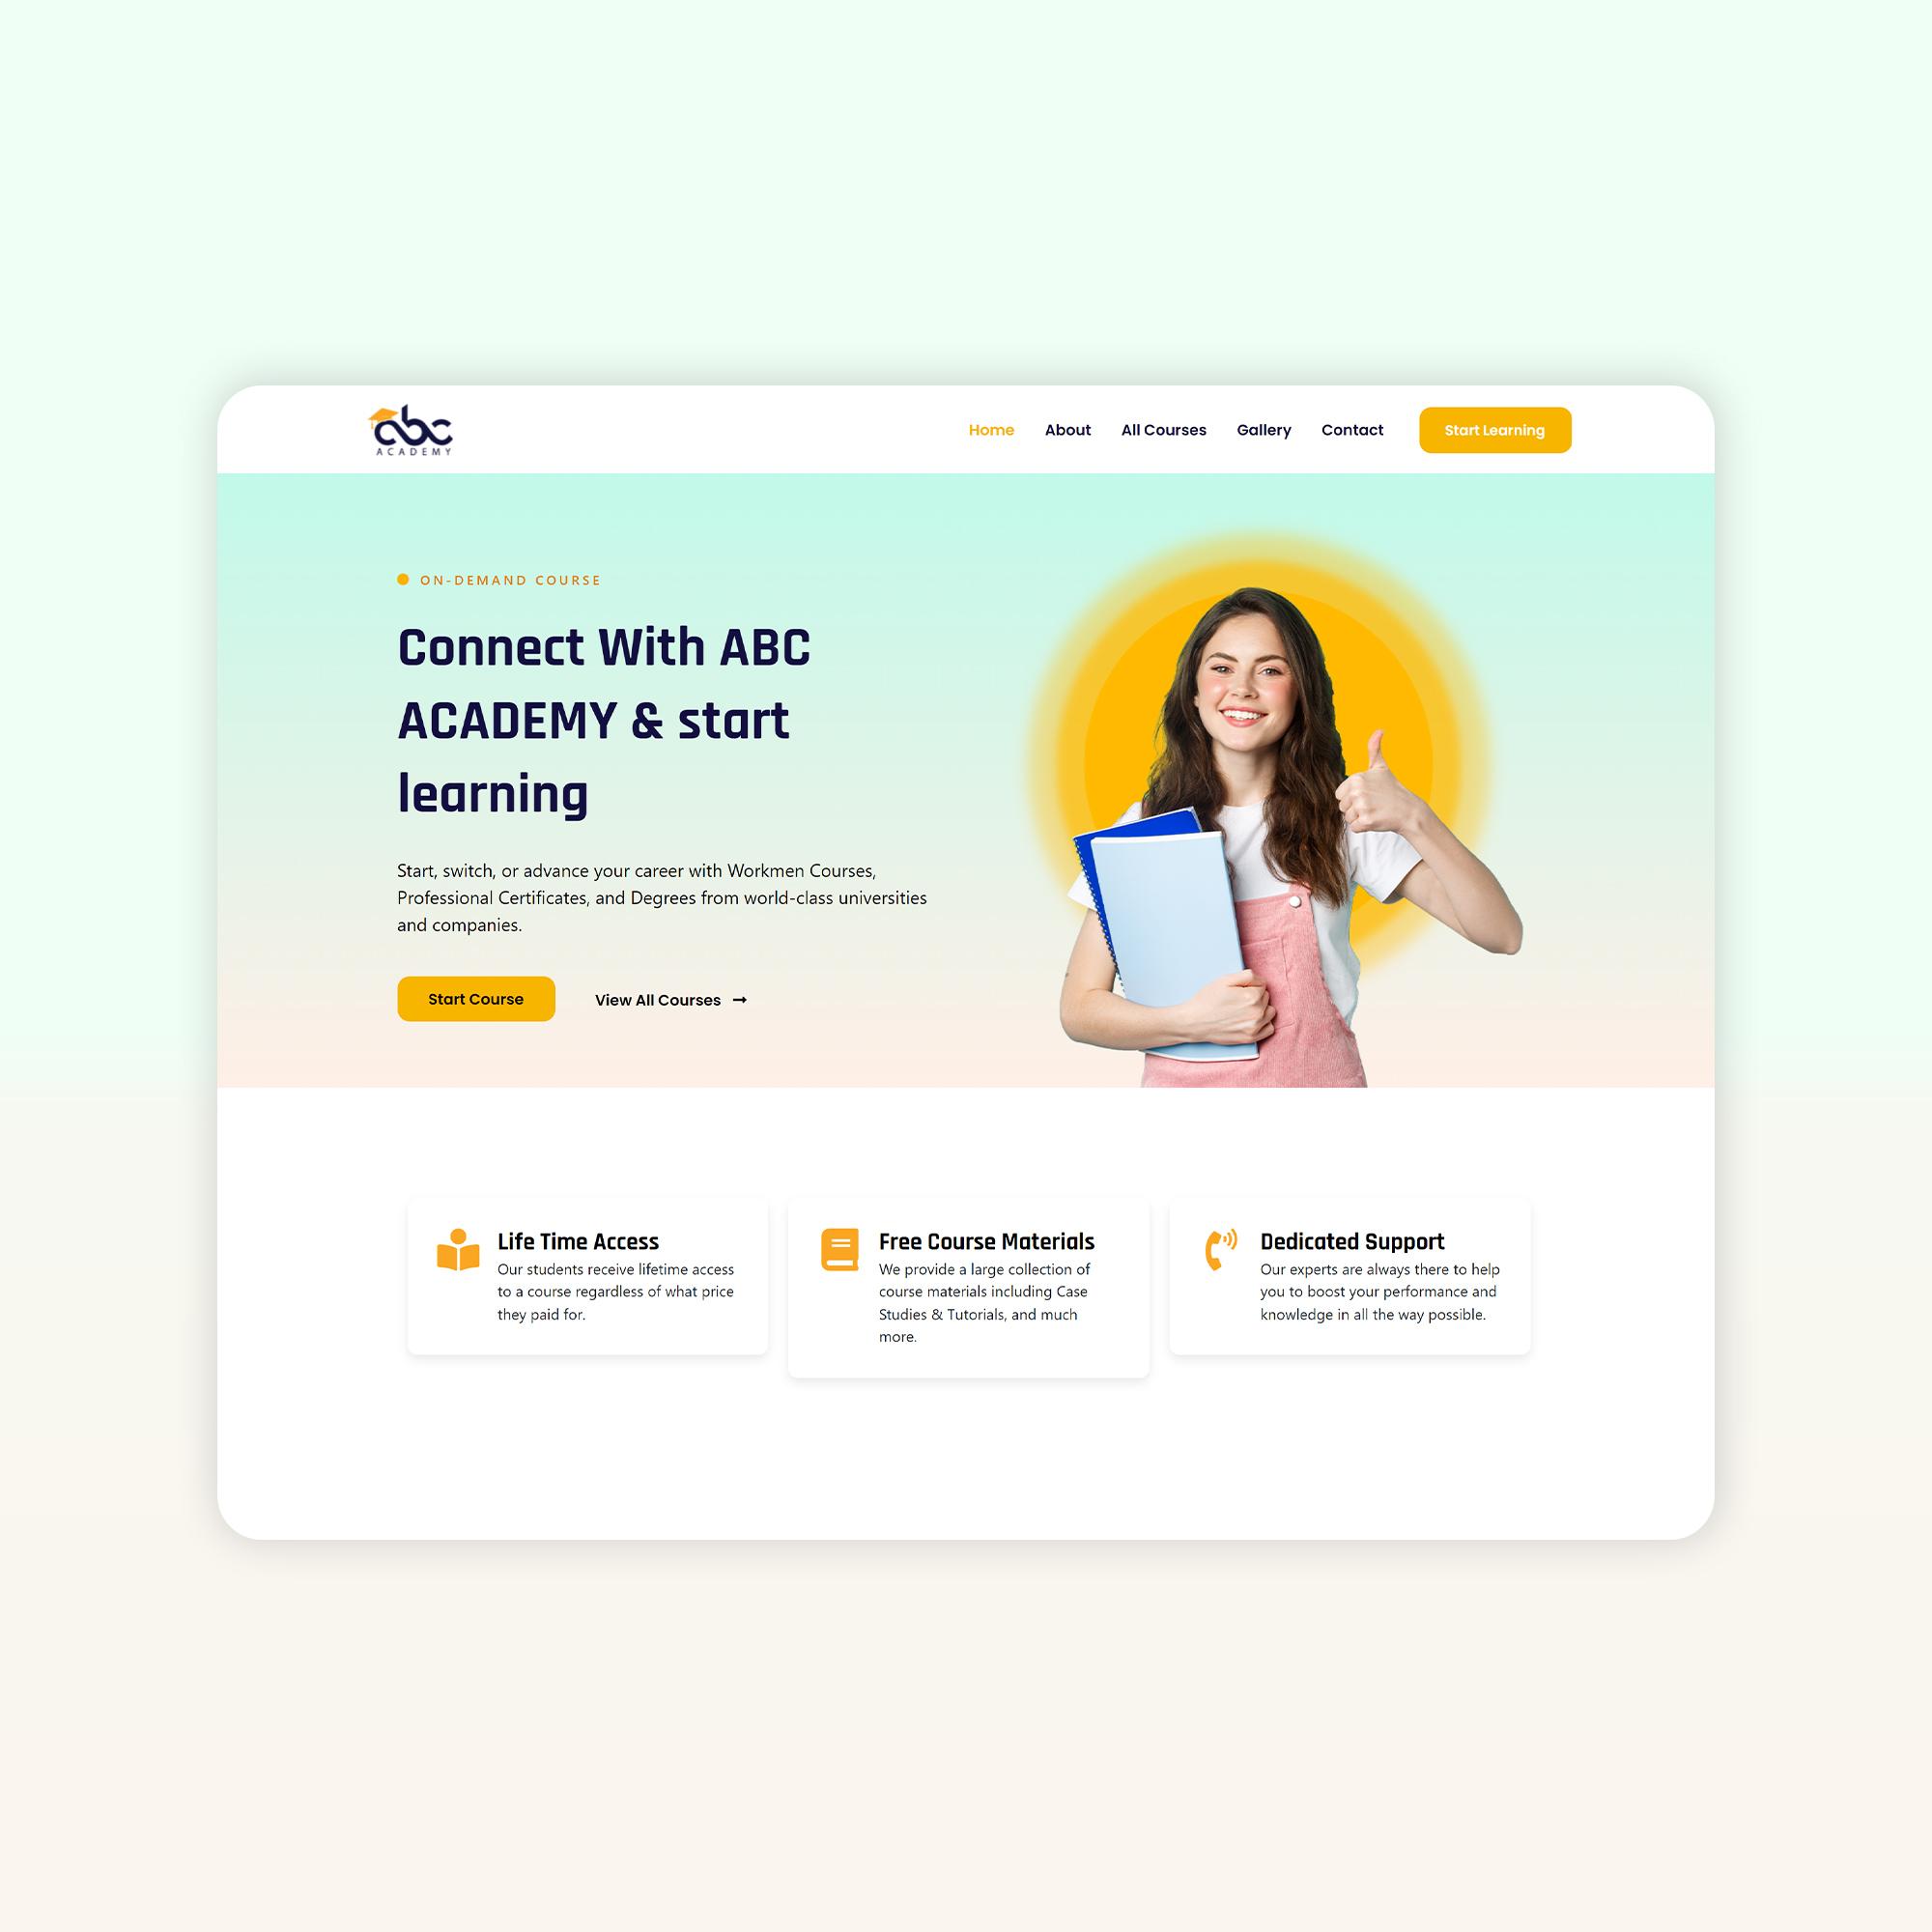 abc
ACADEMY
Home About All Courses Gallery Contact Start Learning
ON-DEMAND COURSE
Connect With ABC
ACADEMY & start
learning
Start, switch, or advance your career with Workmen Courses,
Professional Certificates, and Degrees from world-class universities
and companies.
Start Course View All Courses →
Life Time Access
Our students receive lifetime access
to a course regardless of what price
they paid for.
Free Course Materials
We provide a large collection of
course materials including Case
Studies & Tutorials, and much
more.
Dedicated Support
Our experts are always there to help
you to boost your performance and
knowledge in all the way possible.